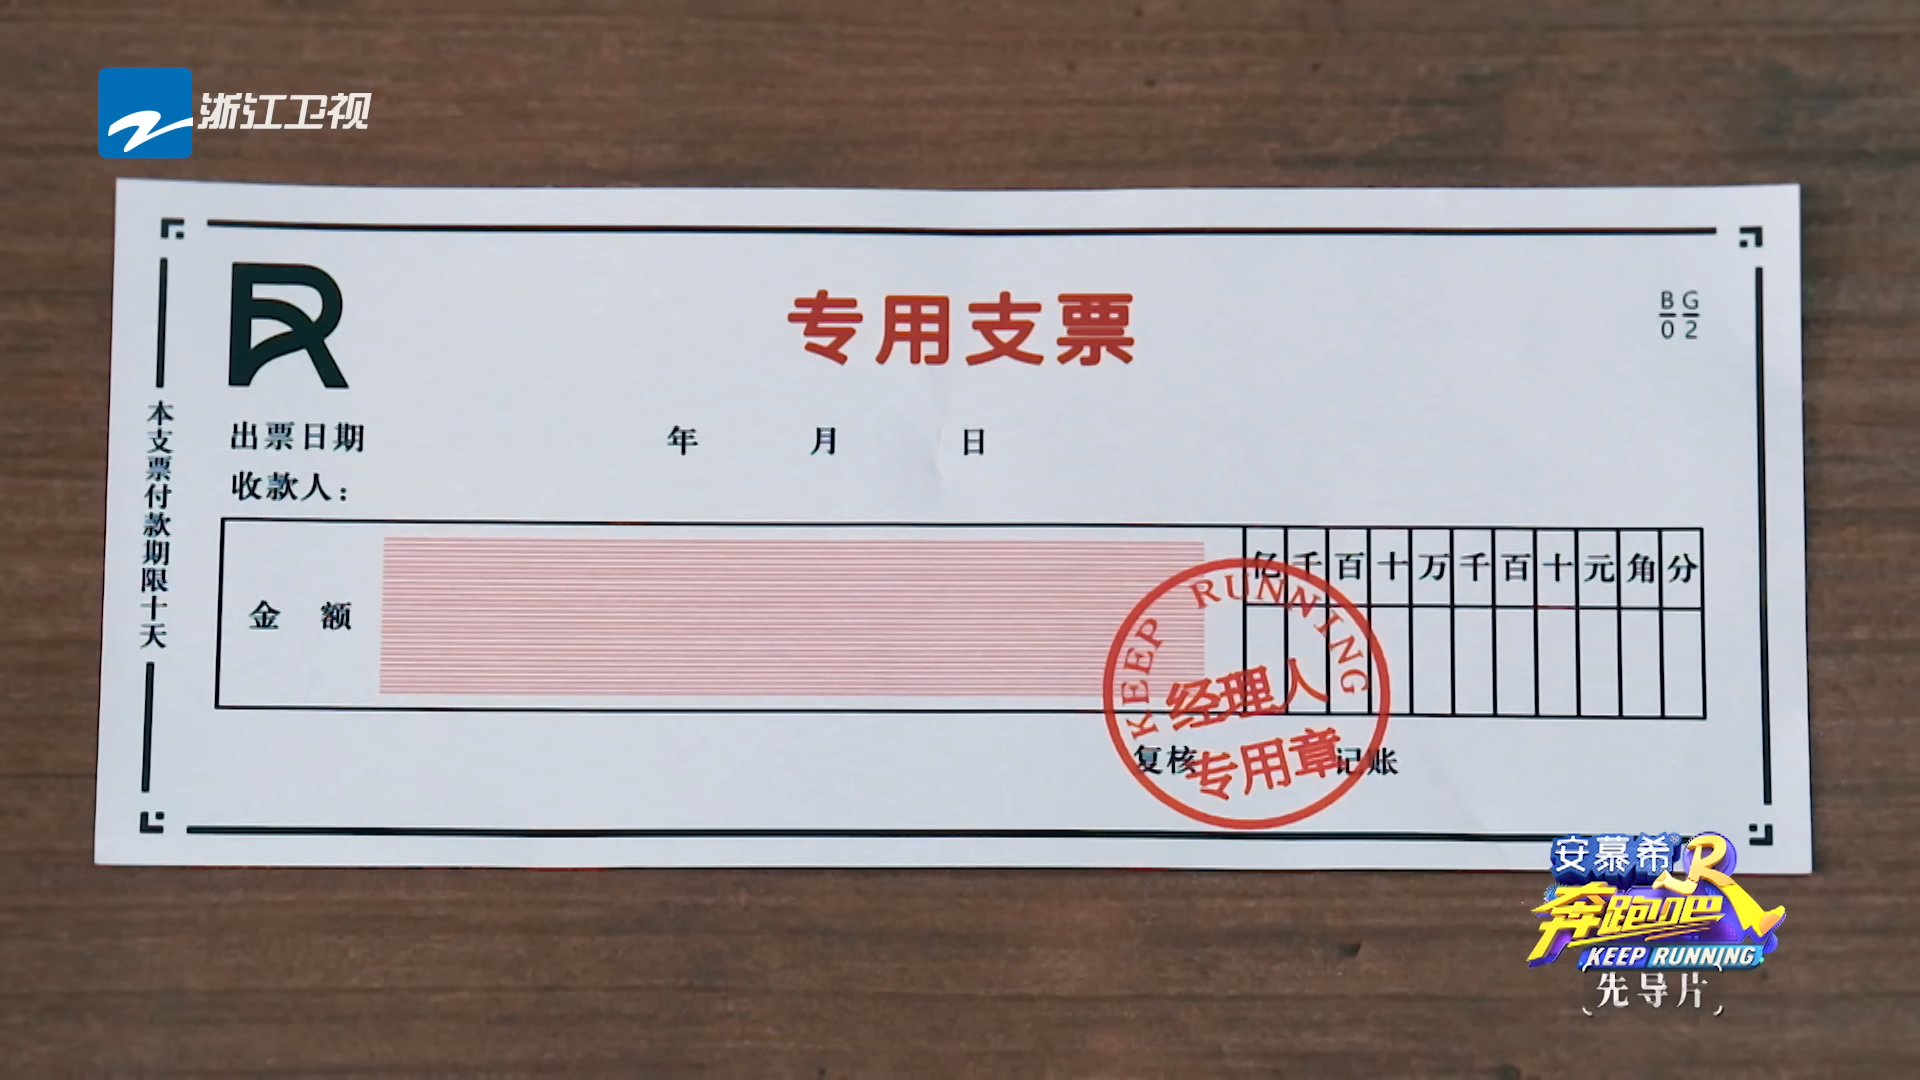 浙江卫视
专用支票
BG
02
出票日期 年 月 日
收款人：
本支票付款期限十天
金 额
亿千百十万千百十元角分
KEEP RUNNING
经理人
专用章
复核
记账
安慕希
奔跑吧
KEEP RUNNING
先导片